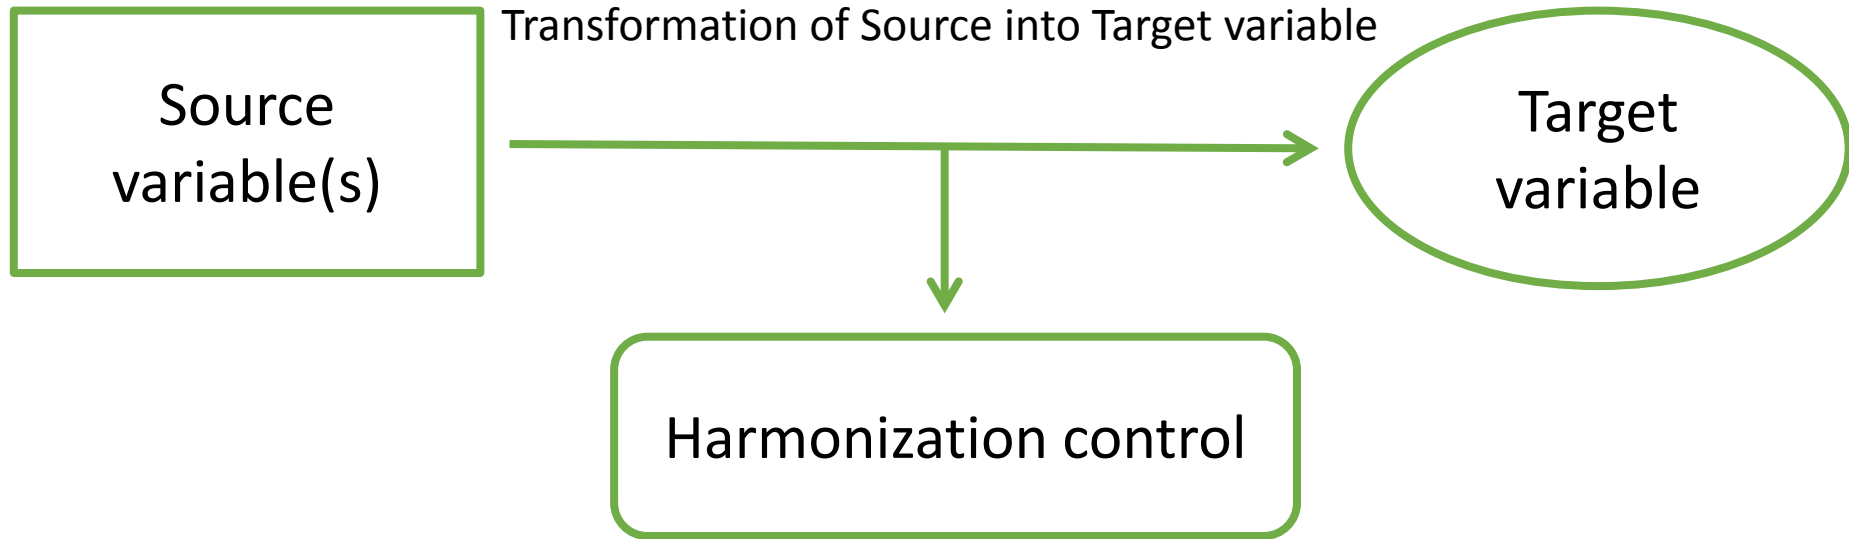 Transformation of Source into Target variable
Source
variable(s)
Target
variable
Harmonization control